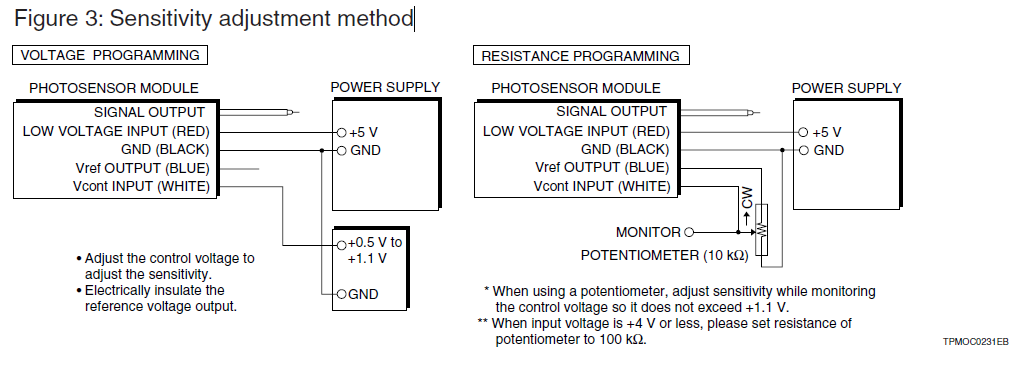 Figure 3: Sensitivity adjustment method
VOLTAGE PROGRAMMING
PHOTOSENSOR MODULE
POWER SUPPLY
SIGNAL OUTPUT
LOW VOLTAGE INPUT (RED)
+5 V
GND (BLACK)
GND
Vref OUTPUT (BLUE)
Vcont INPUT (WHITE)
+0.5 V to
+1.1 V
GND
• Adjust the control voltage to
adjust the sensitivity.
• Electrically insulate the
reference voltage output.
RESISTANCE PROGRAMMING
PHOTOSENSOR MODULE
POWER SUPPLY
SIGNAL OUTPUT
LOW VOLTAGE INPUT (RED)
+5 V
GND (BLACK)
GND
Vref OUTPUT (BLUE)
Vcont INPUT (WHITE)
CW
MONITOR
POTENTIOMETER (10 kΩ)
* When using a potentiometer, adjust sensitivity while monitoring
the control voltage so it does not exceed +1.1 V.
** When input voltage is +4 V or less, please set resistance of
potentiometer to 100 kΩ.
TPMOC0231EB